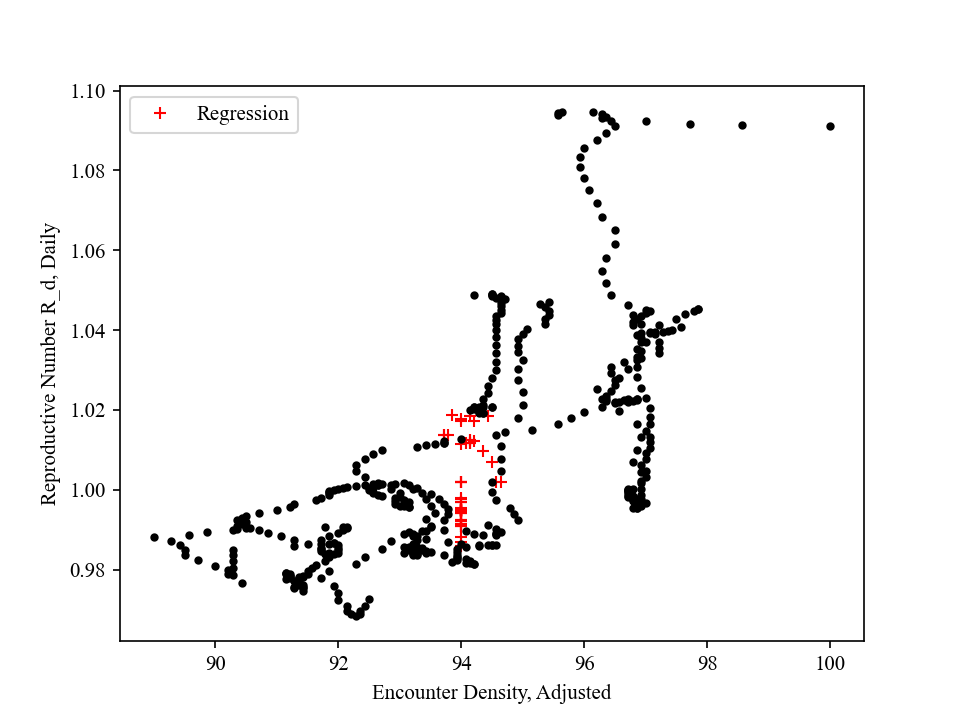 Regression
Reproductive Number R_d, Daily
1.10
1.08
1.06
1.04
1.02
1.00
0.98
90 92 94 96 98 100
Encounter Density, Adjusted